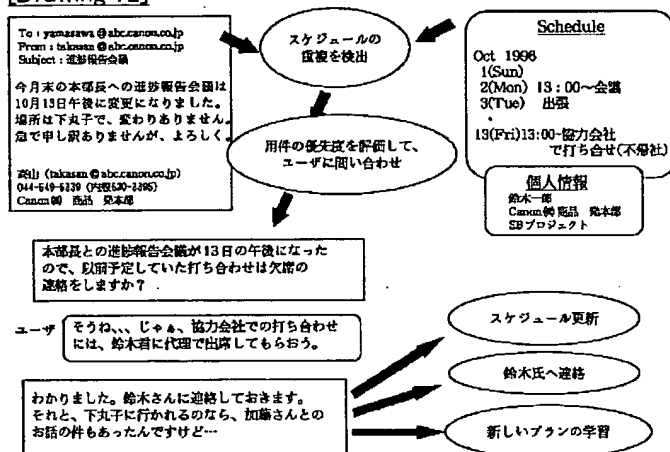 To : yamasawa @abc.canon.co.jp
From : takasan @abc.canon.co.jp
Subject : 進捗報告会議
今月末の本部長への進捗報告会議は
10月13日午後に変更になりました。
場所は下丸子で、変わりありません。
急で申し訳ありませんが、よろしく。
高山 (takasan @abc.canon.co.jp)
044-549-5239 (内線530-2395)
Canon㈱ 商品 発本部
スケジュールの
重複を検出
Schedule
Oct 1996
1(Sun)
2(Mon) 13:00~会議
3(Tue) 出張
・
13(Fri)13:00-協力会社
で打ち合せ(不帰社)
個人情報
鈴木一郎
Canon㈱ 商品 発本部
SBプロジェクト
用件の優先度を評価して、
ユーザに問い合わせ
本部長との進捗報告会議が13日の午後になった
ので、以前予定していた打ち合わせは欠席の
連絡をしますか?
ユーザ
そうね、、、じゃぁ、協力会社での打ち合わせ
には、鈴木君に代理で出席してもらおう。
わかりました。鈴木さんに連絡しておきます。
それと、下丸子に行かれるのなら、加藤さんとの
お話の件もあったんですけど…
スケジュール更新
鈴木氏へ連絡
新しいプランの学習